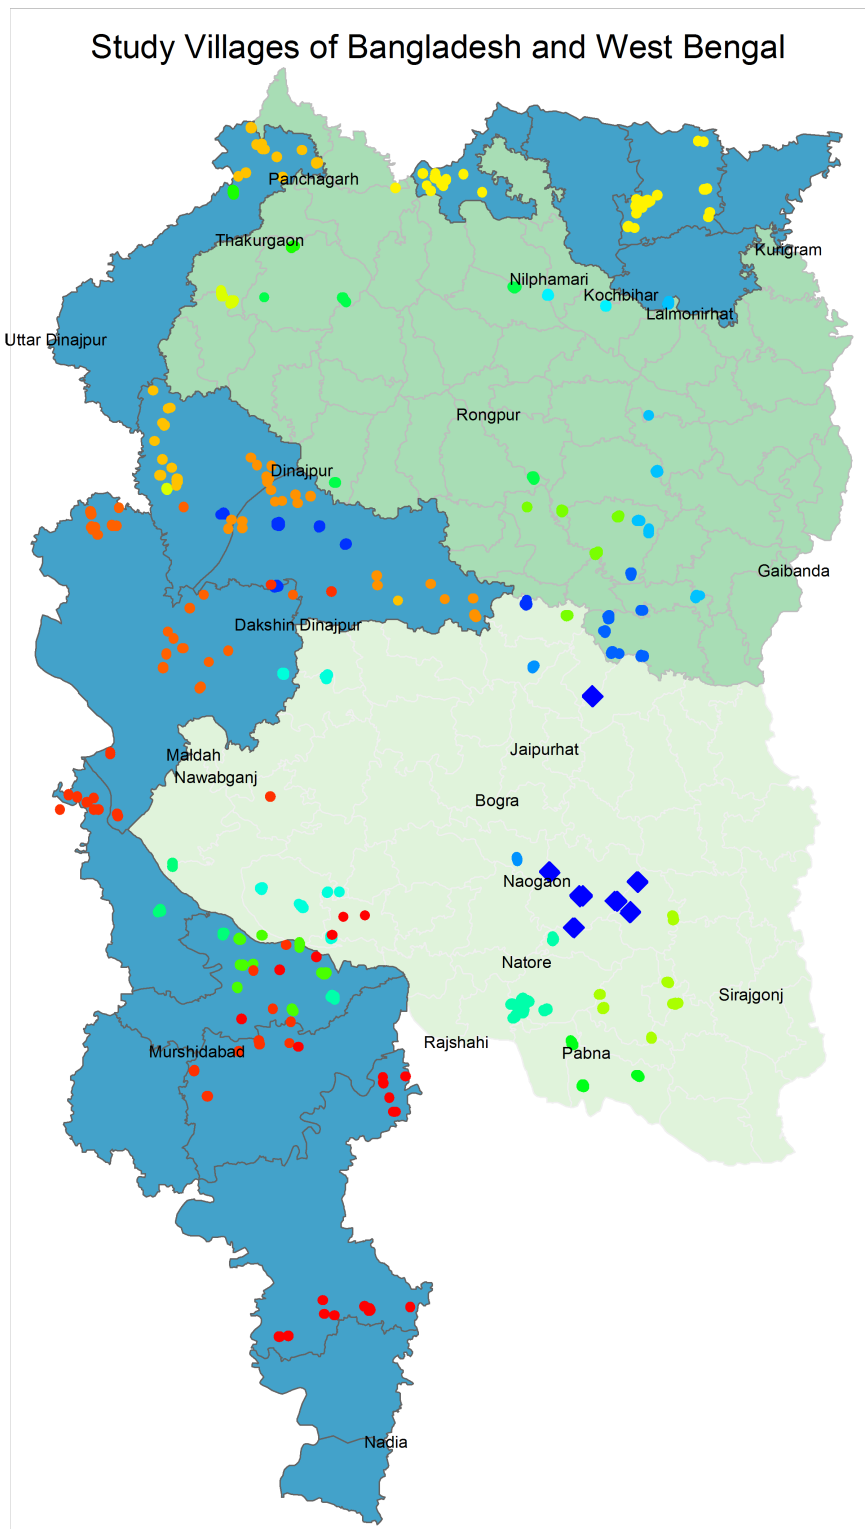 Study Villages of Bangladesh and West Bengal
Panchagarh
Thakurgaon
Kurigram
Nilphamari
Kochbihar
Lalmonirhat
Uttar Dinajpur
Rongpur
Dinajpur
Gaibanda
Dakshin Dinajpur
Jaipurhat
Maldah
Nawabganj
Bogra
Naogaon
Natore
Sirajgonj
Rajshahi
Murshidabad
Pabna
Nadia